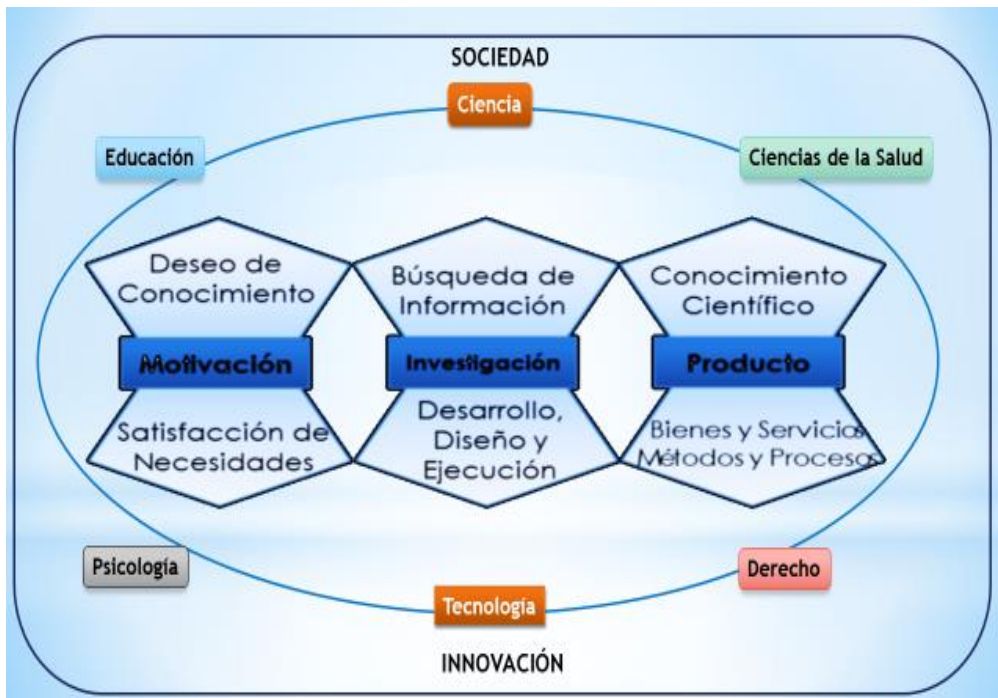 SOCIEDAD
Ciencia
Educación
Ciencias de la Salud
Deseo de
Conocimiento
Búsqueda de
Información
Conocimiento
Científico
Motivación
Investigación
Producto
Satisfacción de
Necesidades
Desarrollo,
Diseño y
Ejecución
Bienes y Servicios
Métodos y Procesos
Psicología
Derecho
Tecnología
INNOVACIÓN